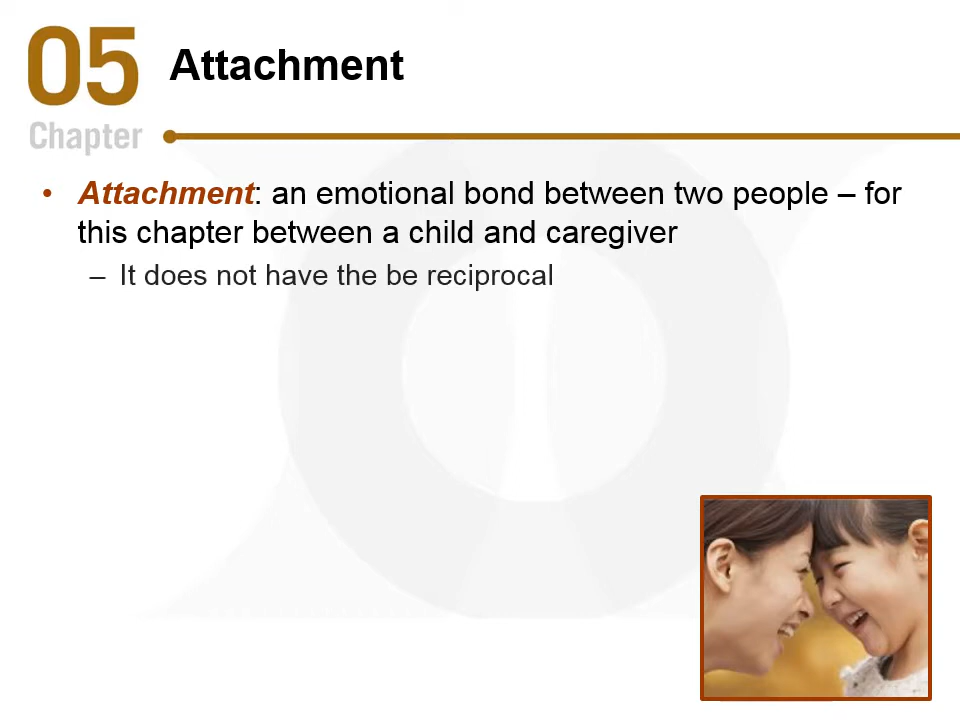 05
Chapter
Attachment
• Attachment: an emotional bond between two people – for
this chapter between a child and caregiver
– It does not have the be reciprocal